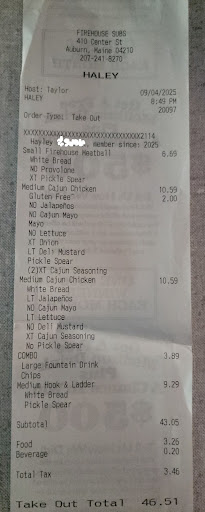 FIREHOUSE SUBS
410 Center St
Auburn, Maine 04210
207-241-8270
HALEY
Host: Taylor 09/04/2025
HALEY 8:49 PM
20097
Order Type: Take Out
XXXXXXXXXXXXXXXXXXXXXXXXXXXXXX2114
Hayley member since: 2025
Small Firehouse Meatball 6.69
White Bread
NO Provolone
XT Pickle Spear
Medium Cajun Chicken 10.59
Gluten Free 2.00
NO Jalapeños
NO Cajun Mayo
Mayo
NO Lettuce
XT Onion
LT Deli Mustard
Pickle Spear
(2)XT Cajun Seasoning
Medium Cajun Chicken 10.59
White Bread
LT Jalapeños
NO Cajun Mayo
LT Lettuce
NO Deli Mustard
XT Cajun Seasoning
No Pickle Spear
COMBO 3.89
Large Fountain Drink
Chips
Medium Hook & Ladder 9.29
White Bread
Pickle Spear
Subtotal 43.05
Food 3.26
Beverage 0.20
Total Tax 3.46
Take Out Total 46.51